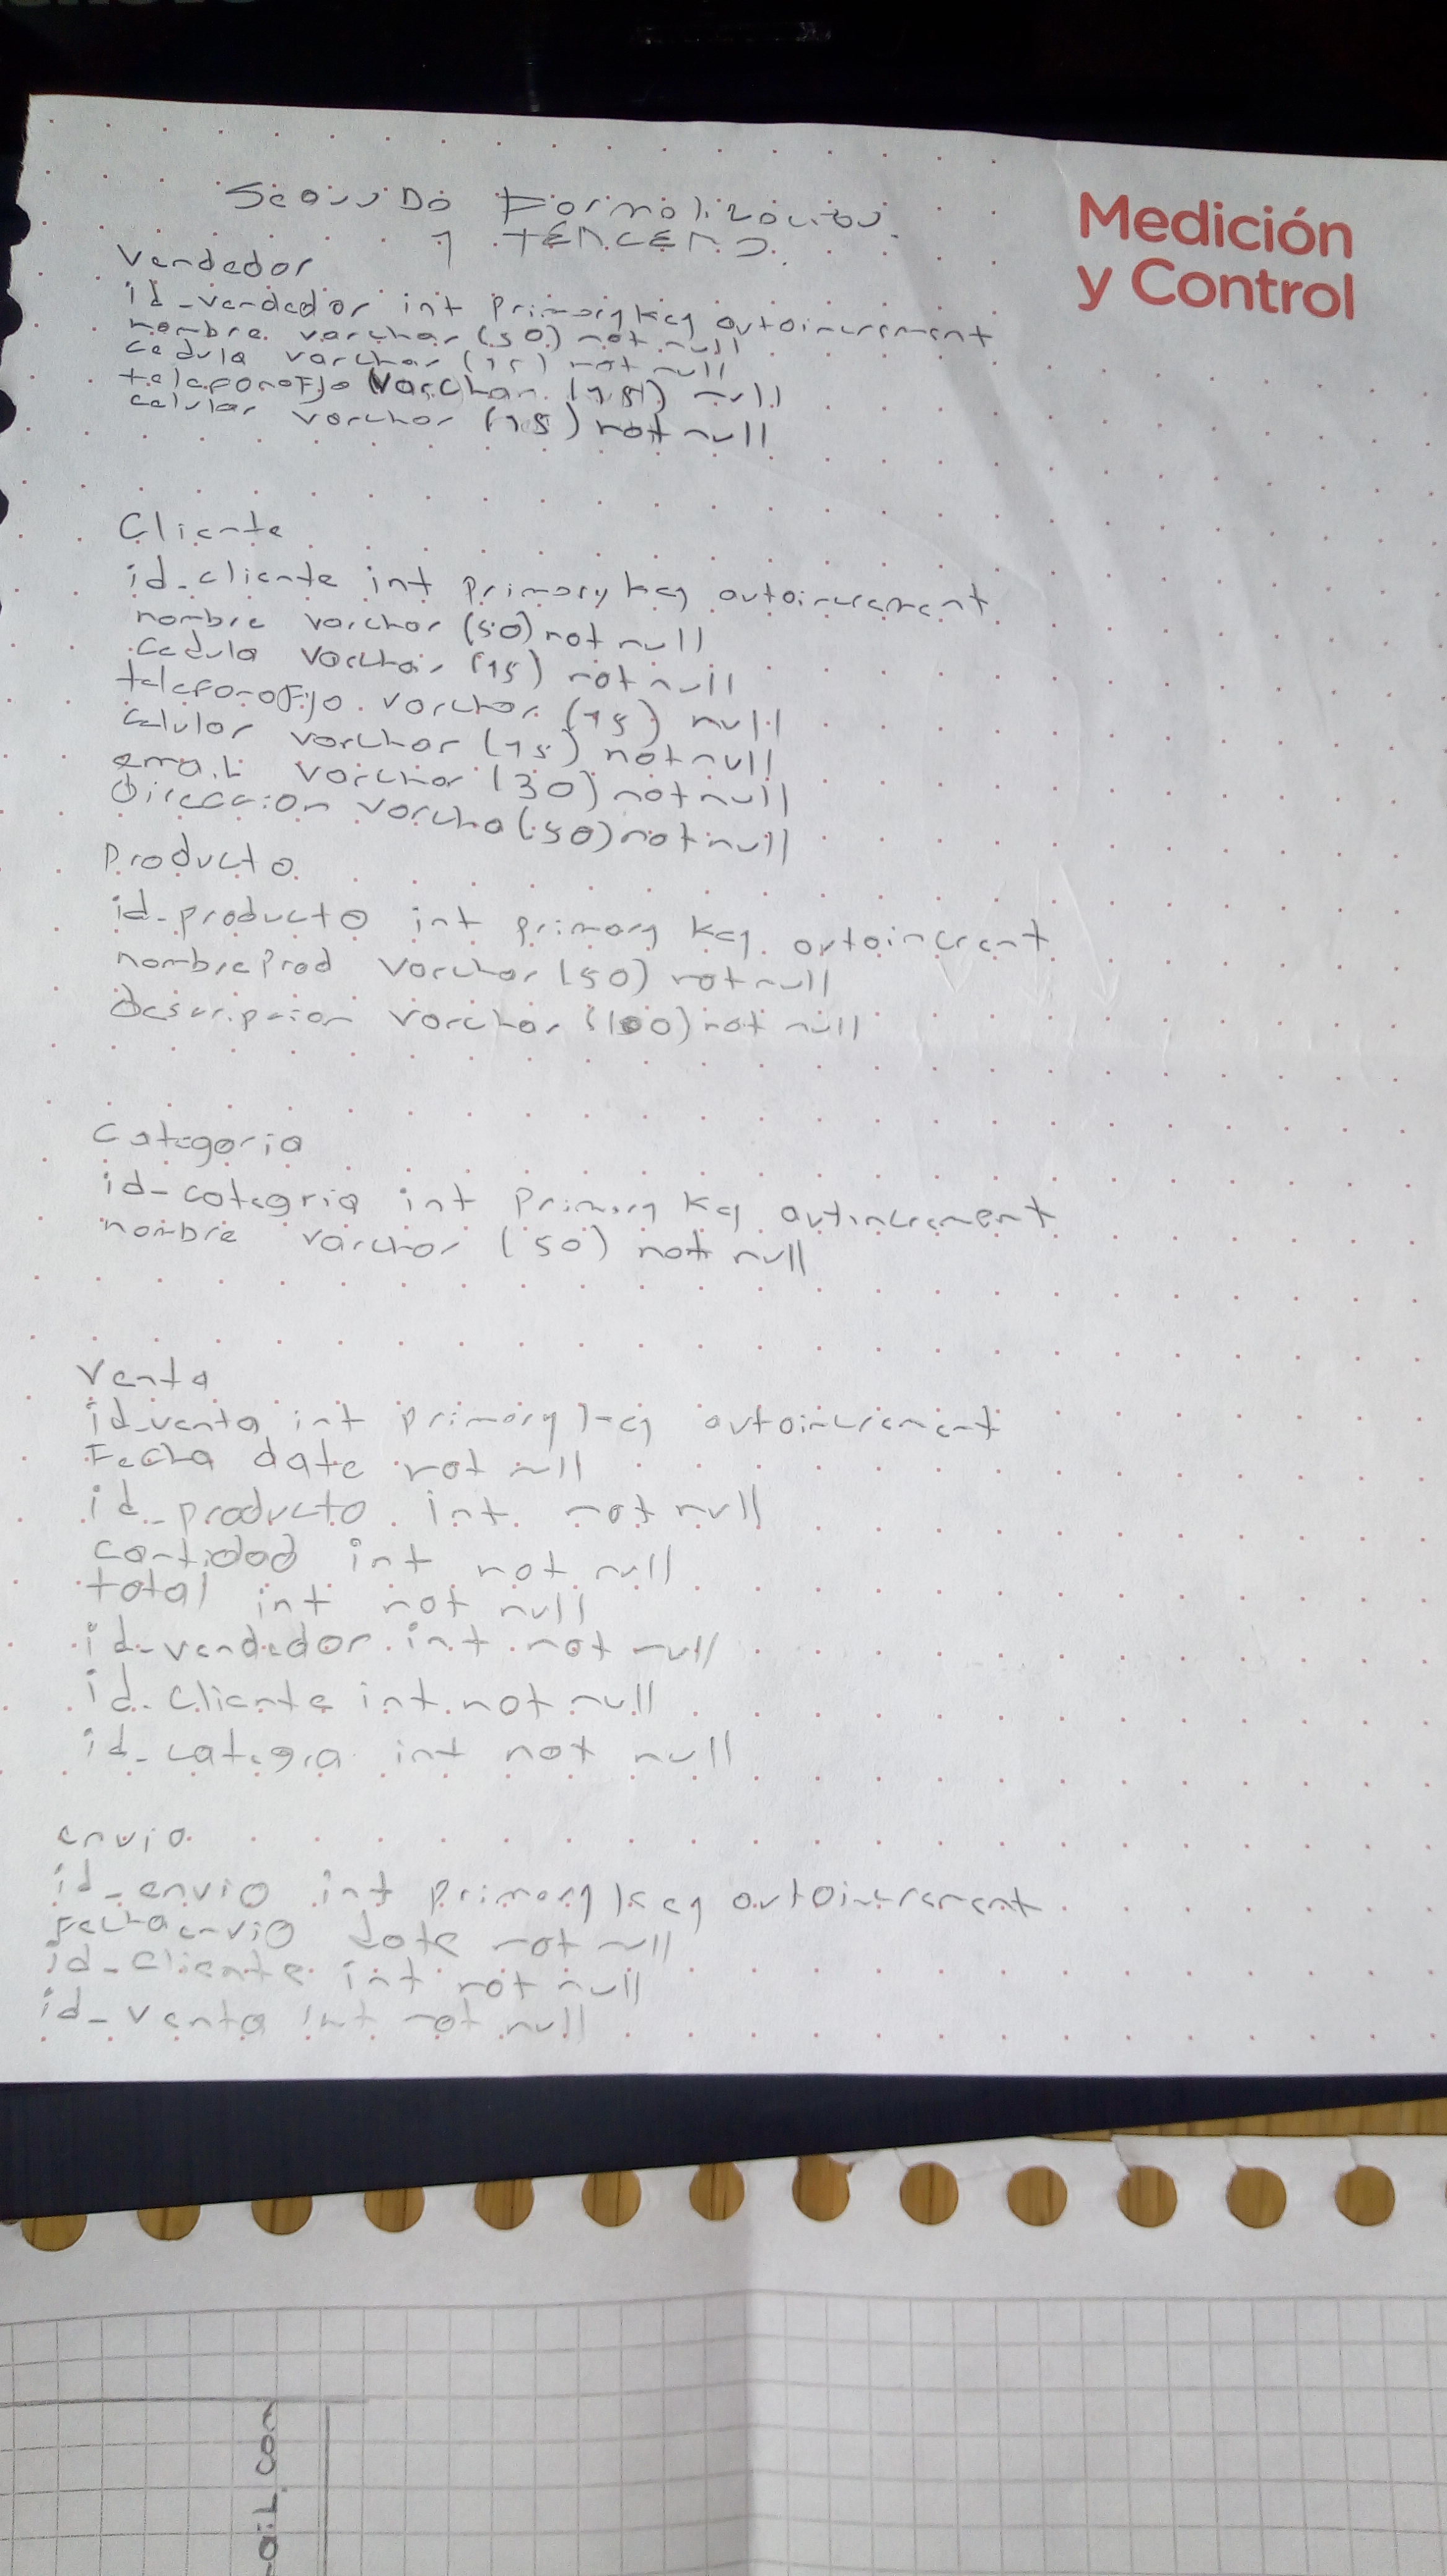 Segundo Formalización
y TERCERO.
Medición
y Control
Vendedor
id_vendedor int primary key autoincrement
nombre varchar (50) not null
cedula varchar (15) not null
telefonoFijo varchar (15) null
celular varchar (15) not null
Cliente
id_cliente int primary key autoincrement
nombre varchar (50) not null
cedula varchar (15) not null
telefonoFijo varchar (15) null
celular varchar (15) not null
email varchar (30) not null
Direccion varcha (50) not null
Producto
id_producto int primary key autoincrent
nombreProd varchar (50) not null
Descripcion varchar (100) not null
Categoria
id_categria int primary key autincrement
nombre varchar (50) not null
Venta
id_venta int primary key autoincrement
Fecha date not null
id_producto int not null
cantidad int not null
total int not null
id_vendedor int not null
id_cliente int not null
id_categra int not null
envio
id_envio int primary key autoincrement
Fechaenvio date not null
id_cliente int not null
id_venta int not null
ail.com